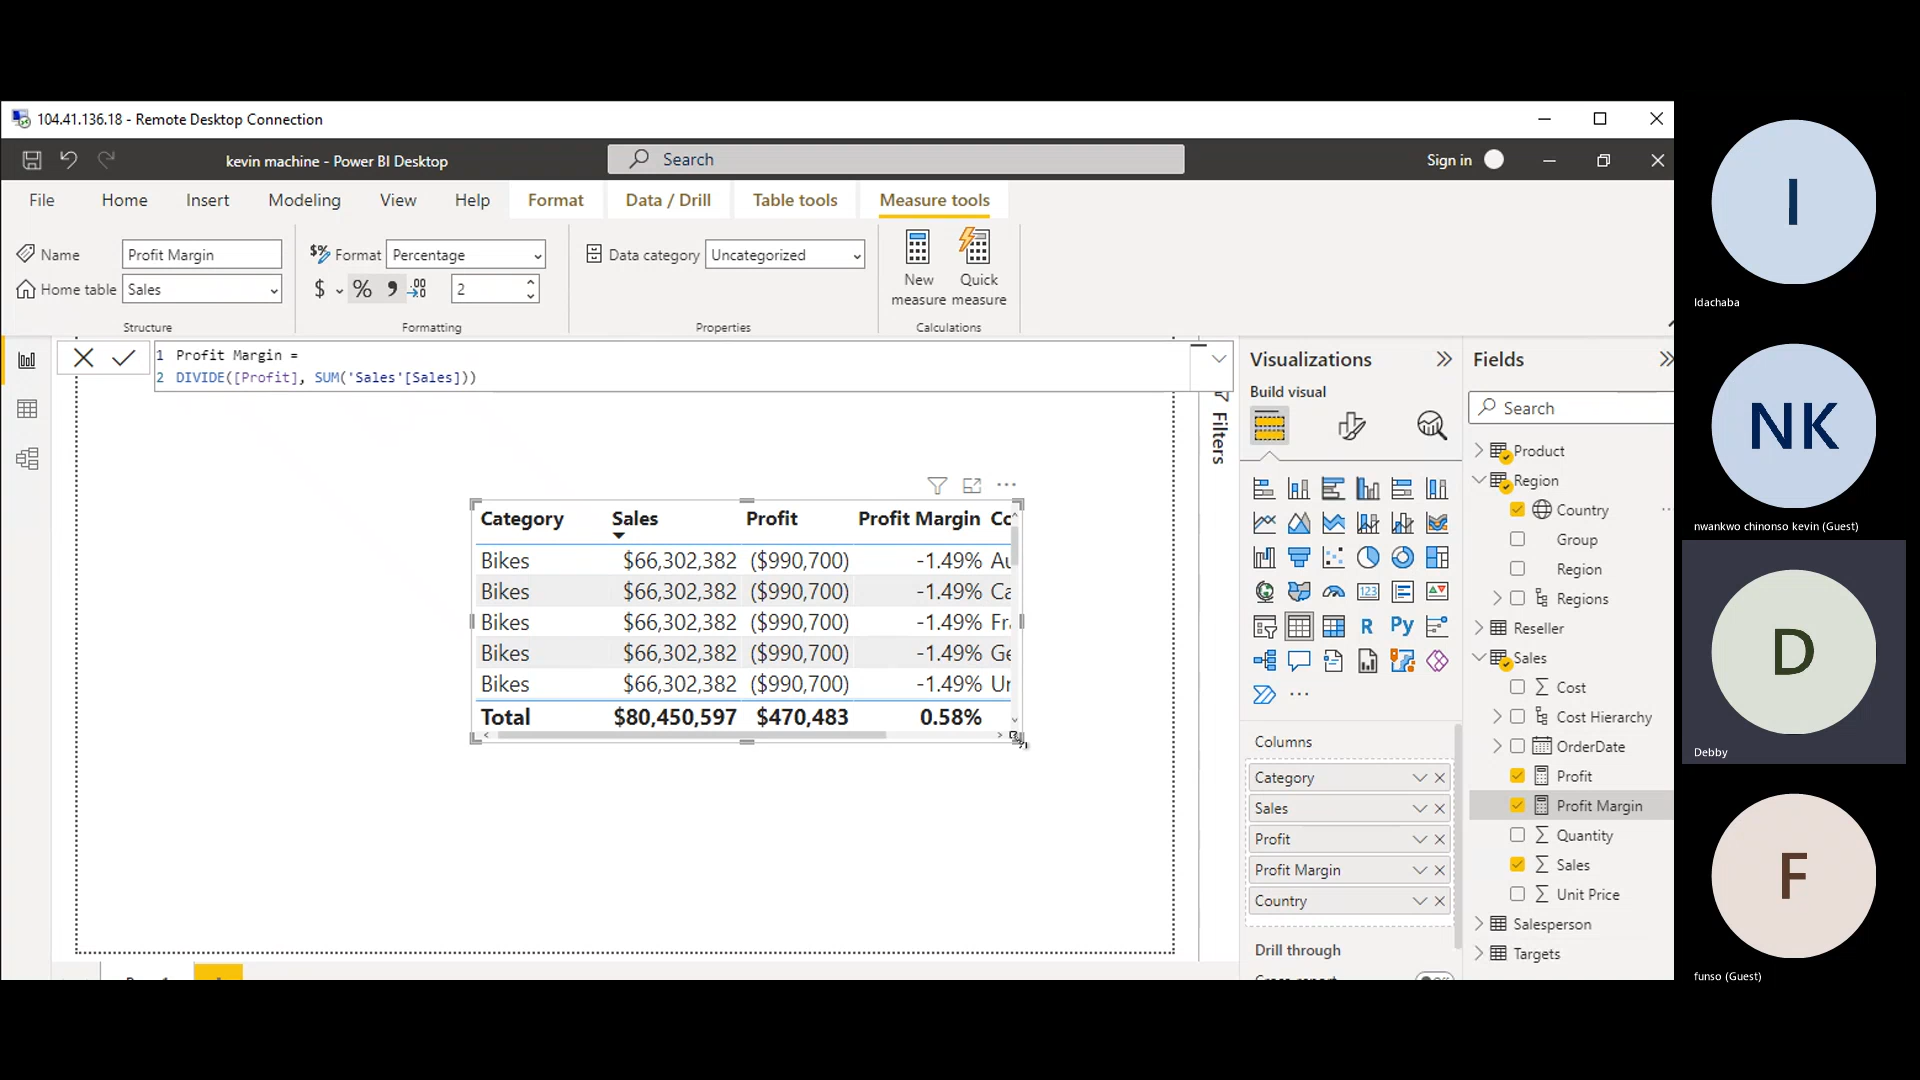 104.41.136.18 - Remote Desktop Connection
kevin machine - Power BI Desktop
Search
Sign in
File Home Insert Modeling View Help Format Data / Drill Table tools Measure tools
Name Profit Margin
Format Percentage
Data category Uncategorized
Home table Sales
$ % 2
New measure
Quick measure
Structure Formatting Properties Calculations
1 Profit Margin =
2 DIVIDE([Profit], SUM('Sales'[Sales]))
Filters
Category Sales Profit Profit Margin Co
Bikes $66,302,382 ($990,700) -1.49% Au
Bikes $66,302,382 ($990,700) -1.49% Ca
Bikes $66,302,382 ($990,700) -1.49% Fr
Bikes $66,302,382 ($990,700) -1.49% Ge
Bikes $66,302,382 ($990,700) -1.49% Un
Total $80,450,597 $470,483 0.58%
Visualizations
Build visual
123
R Py
Columns
Category
Sales
Profit
Profit Margin
Country
Drill through
Fields
Search
Product
Region
Country
Group
Region
Regions
Reseller
Sales
Cost
Cost Hierarchy
OrderDate
Profit
Profit Margin
Quantity
Sales
Unit Price
Salesperson
Targets
I
Idachaba
NK
nwankwo chinonso kevin (Guest)
D
Debby
F
funso (Guest)